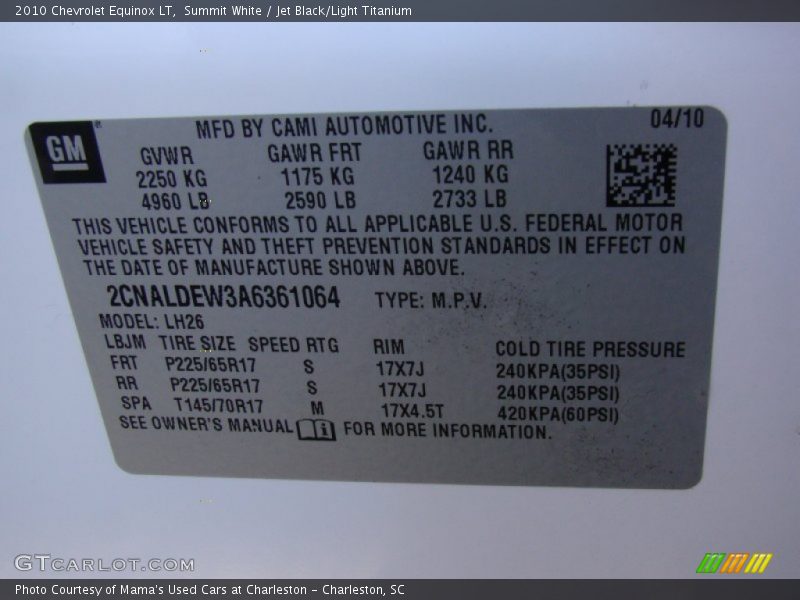 2010 Chevrolet Equinox LT, Summit White / Jet Black/Light Titanium
GM
MFD BY CAMI AUTOMOTIVE INC. 04/10
GVWR GAWR FRT GAWR RR
2250 KG 1175 KG 1240 KG
4960 LB 2590 LB 2733 LB
THIS VEHICLE CONFORMS TO ALL APPLICABLE U.S. FEDERAL MOTOR
VEHICLE SAFETY AND THEFT PREVENTION STANDARDS IN EFFECT ON
THE DATE OF MANUFACTURE SHOWN ABOVE.
2CNALDEW3A6361064 TYPE: M.P.V.
MODEL: LH26
LBJM TIRE SIZE SPEED RTG RIM COLD TIRE PRESSURE
FRT P225/65R17 S 17X7J 240KPA(35PSI)
RR P225/65R17 S 17X7J 240KPA(35PSI)
SPA T145/70R17 M 17X4.5T 420KPA(60PSI)
SEE OWNER'S MANUAL FOR MORE INFORMATION.
GTCARLOT.COM
Photo Courtesy of Mama's Used Cars at Charleston - Charleston, SC